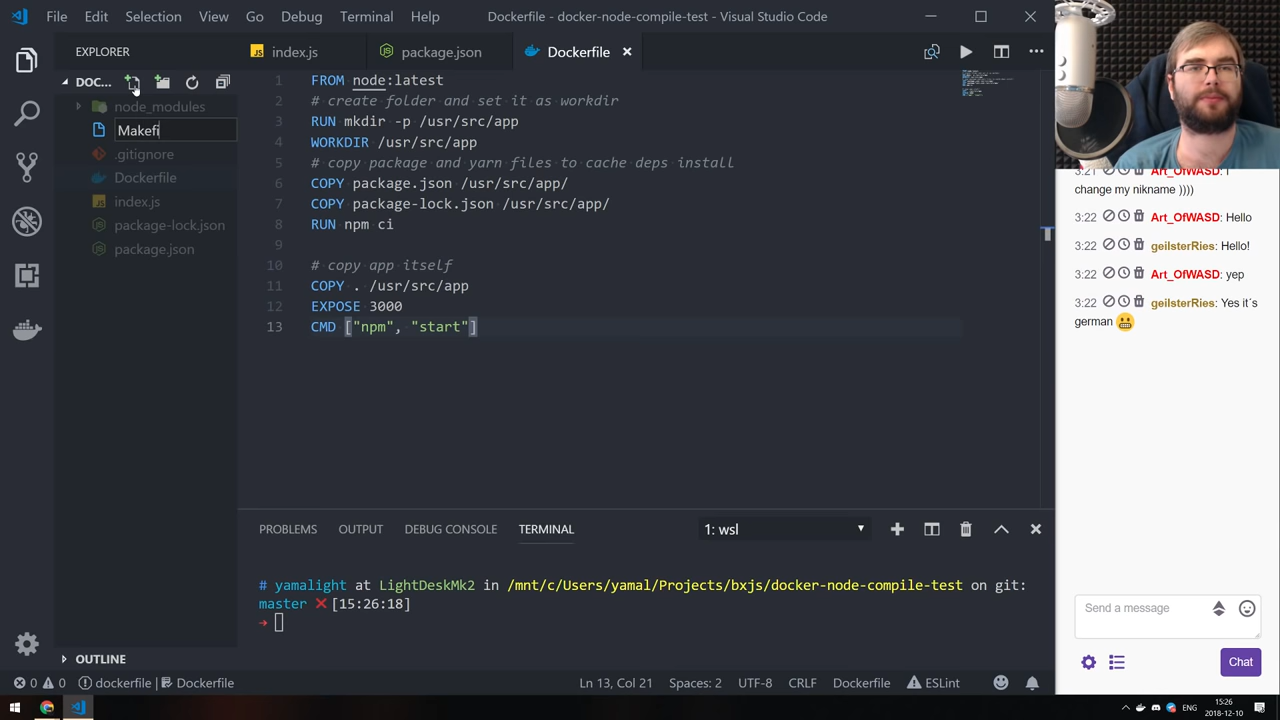 File Edit Selection View Go Debug Terminal Help Dockerfile - docker-node-compile-test - Visual Studio Code
EXPLORER
JS index.js package.json Dockerfile
DOC...
node_modules
Makefi
.gitignore
Dockerfile
JS index.js
package-lock.json
package.json
1 FROM node:latest
2 # create folder and set it as workdir
3 RUN mkdir -p /usr/src/app
4 WORKDIR /usr/src/app
5 # copy package and yarn files to cache deps install
6 COPY package.json /usr/src/app/
7 COPY package-lock.json /usr/src/app/
8 RUN npm ci
9
10 # copy app itself
11 COPY . /usr/src/app
12 EXPOSE 3000
13 CMD ["npm", "start"]
PROBLEMS OUTPUT DEBUG CONSOLE TERMINAL 1: wsl
# yamalight at LightDeskMk2 in /mnt/c/Users/yamal/Projects/bxjs/docker-node-compile-test on git:
master ❌ [15:26:18]
➜
OUTLINE
0 0 dockerfile Dockerfile Ln 13, Col 21 Spaces: 2 UTF-8 CRLF Dockerfile ESLint
3:21 Art_OfWASD: I
change my nikname ))))
3:22 Art_OfWASD: Hello
3:22 geilsterRies: Hello!
3:22 Art_OfWASD: yep
3:22 geilsterRies: Yes it´s
german 😬
Send a message
Chat
ENG
15:26
2018-12-10